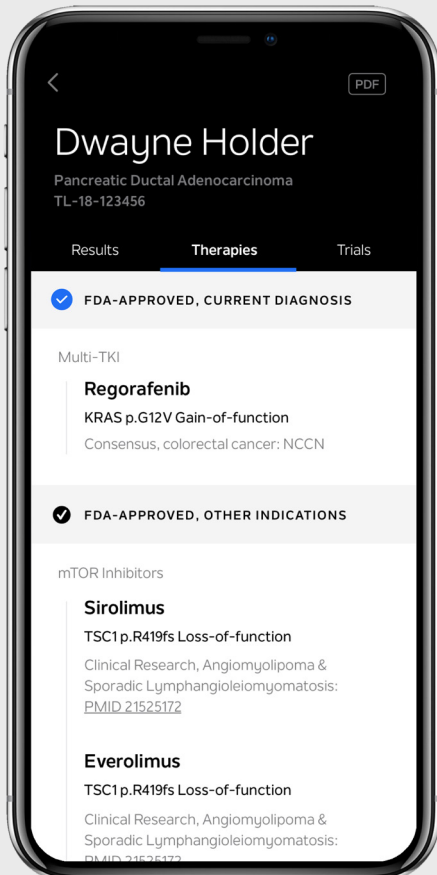 PDF
Dwayne Holder
Pancreatic Ductal Adenocarcinoma
TL-18-123456
Results Therapies Trials
FDA-APPROVED, CURRENT DIAGNOSIS
Multi-TKI
Regorafenib
KRAS p.G12V Gain-of-function
Consensus, colorectal cancer: NCCN
FDA-APPROVED, OTHER INDICATIONS
mTOR Inhibitors
Sirolimus
TSC1 p.R419fs Loss-of-function
Clinical Research, Angiomyolipoma &
Sporadic Lymphangioleiomyomatosis:
PMID 21525172
Everolimus
TSC1 p.R419fs Loss-of-function
Clinical Research, Angiomyolipoma &
Sporadic Lymphangioleiomyomatosis:
PMID 21525172